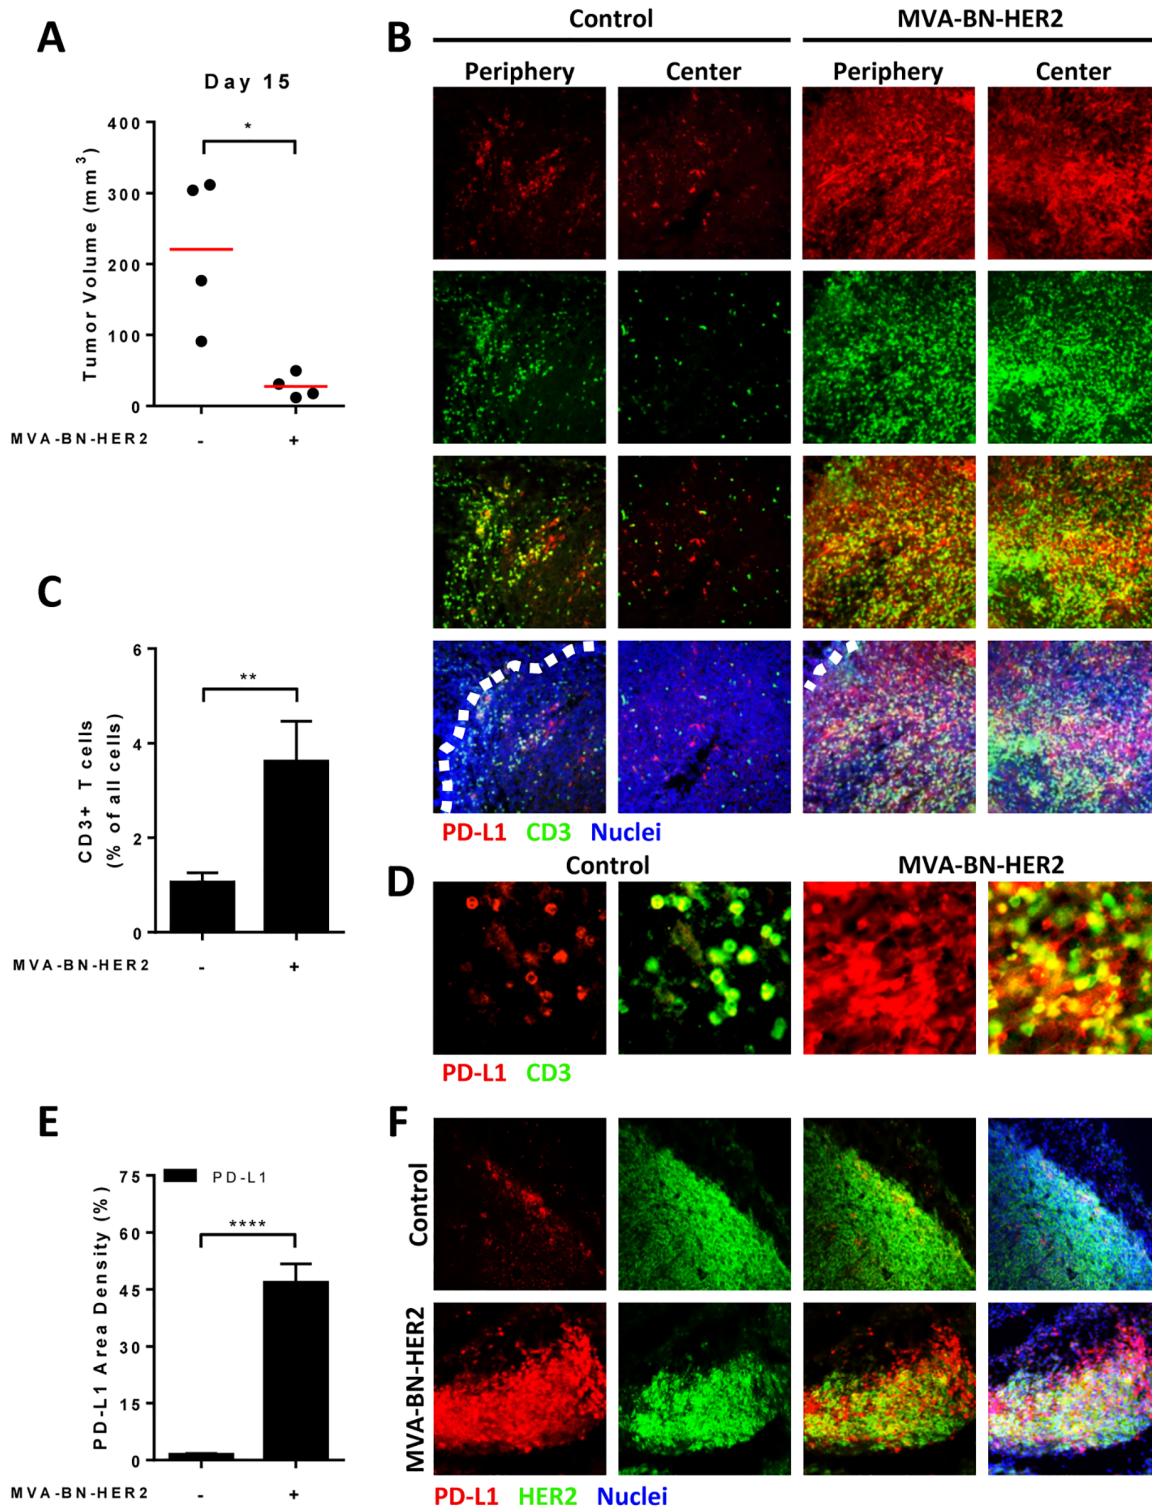 A
Day 15
Tumor Volume (mm³)
400
300
200
100
0
*
MVA-BN-HER2 - +
B
Control MVA-BN-HER2
Periphery Center Periphery Center
PD-L1 CD3 Nuclei
C
CD3+ T cells
(% of all cells)
6
4
2
0
**
MVA-BN-HER2 - +
D
Control MVA-BN-HER2
PD-L1 CD3
E
PD-L1 Area Density (%)
75
60
45
30
15
0
PD-L1
****
MVA-BN-HER2 - +
F
Control
MVA-BN-HER2
PD-L1 HER2 Nuclei